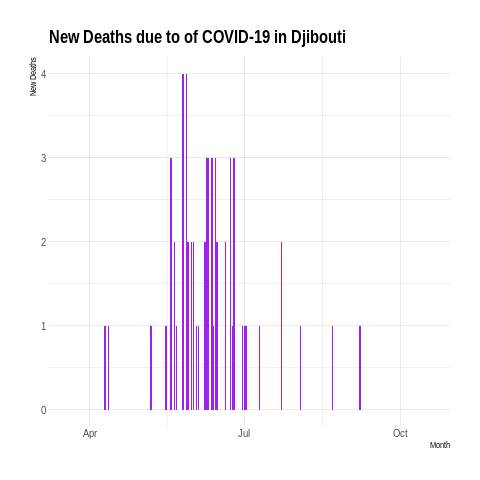 New Deaths due to of COVID-19 in Djibouti
New Deaths
4
3
2
1
0
Apr
Jul
Oct
Month